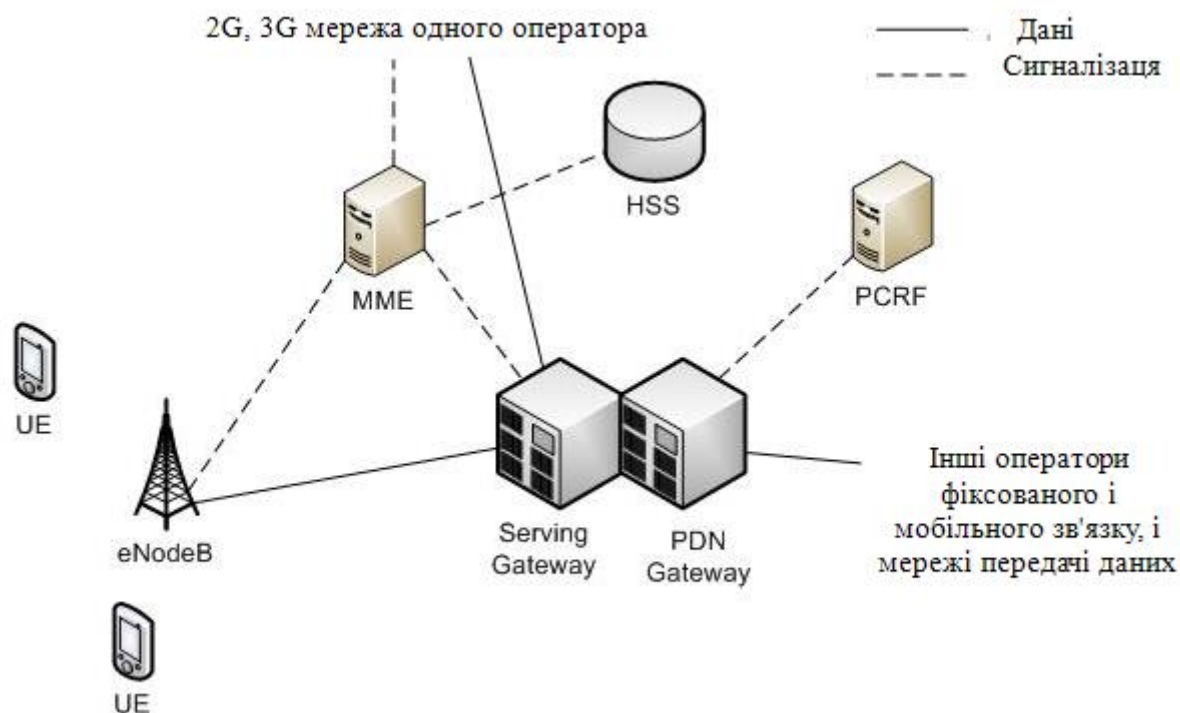 2G, 3G мережа одного оператора
Дані
Сигналізаця
HSS
MME
PCRF
UE
eNodeB
Serving
Gateway
PDN
Gateway
Інші оператори
фіксованого і
мобільного зв'язку, і
мережі передачі даних
UE